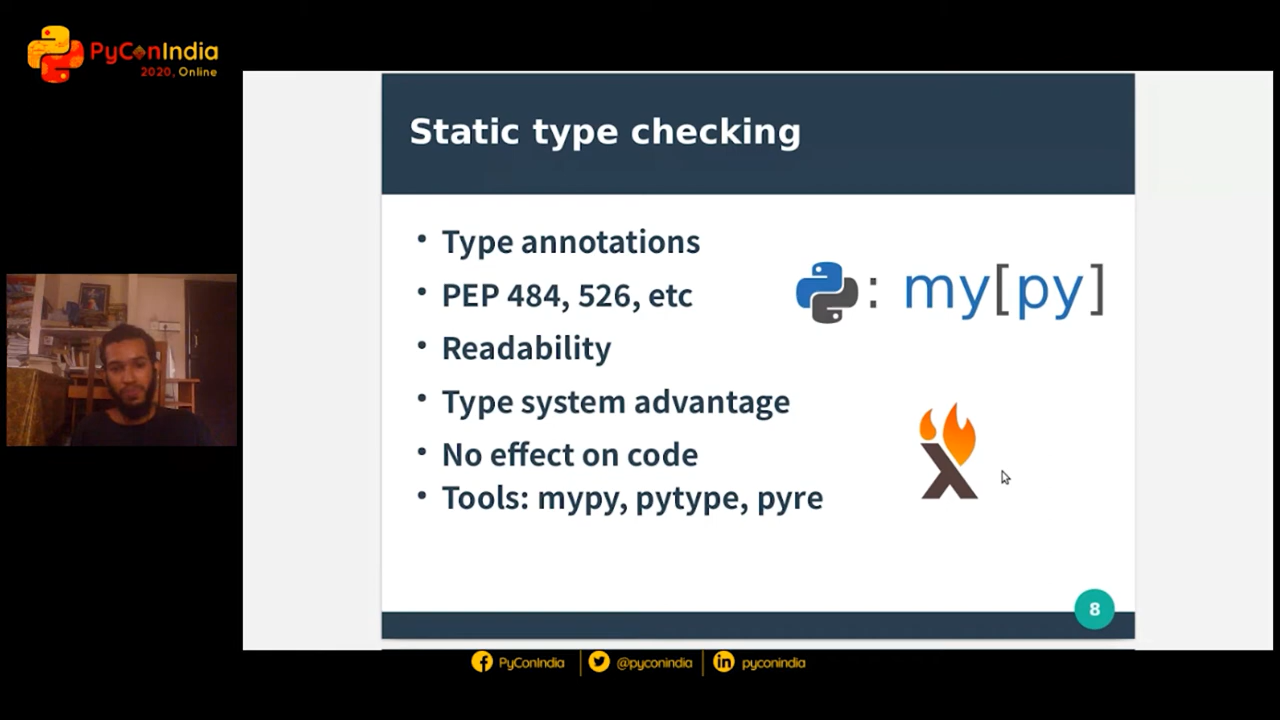 PyConIndia
2020, Online
Static type checking
• Type annotations
• PEP 484, 526, etc
• Readability
• Type system advantage
• No effect on code
• Tools: mypy, pytype, pyre
: my[py]
8
PyConIndia
@pyconindia
pyconindia